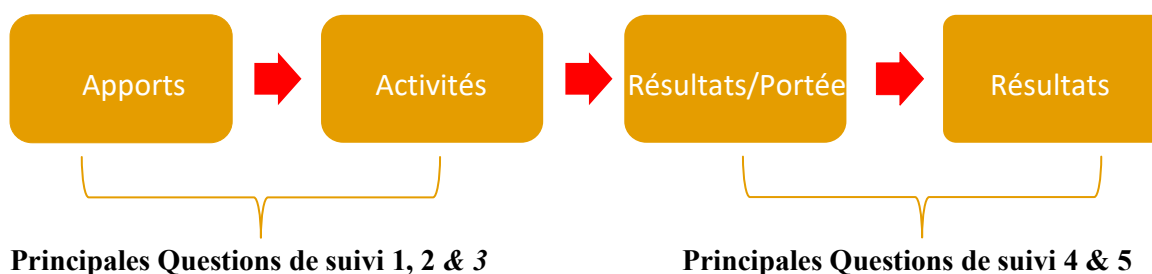 Apports
Activités
Résultats/Portée
Résultats
Principales Questions de suivi 1, 2 & 3
Principales Questions de suivi 4 & 5